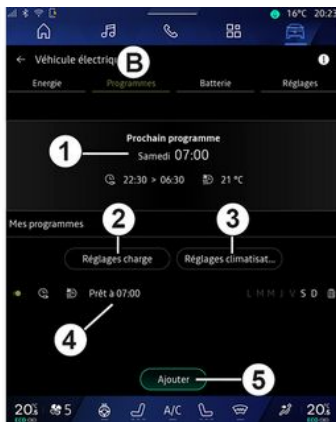 16°C 20:23
← Véhicule électriqu
B
Energie Programmes Batterie Réglages
Prochain programme
1
Samedi 07:00
22:30 > 06:30 21 °C
Mes programmes
2 3
Réglages charge Réglages climatisat...
Prêt à 07:00 L M M J V S D
4
Ajouter
5
20 5 A/C 20